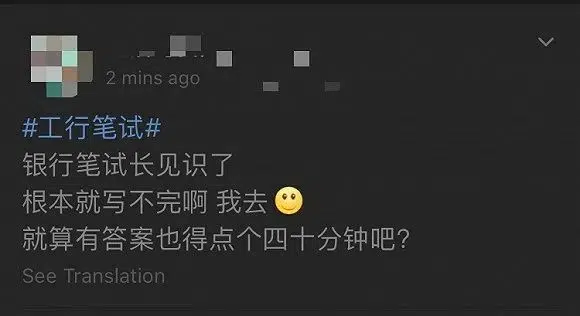 2 mins ago
#工行笔试#
银行笔试长见识了
根本就写不完啊 我去🙂
就算有答案也得点个四十分钟吧?
See Translation